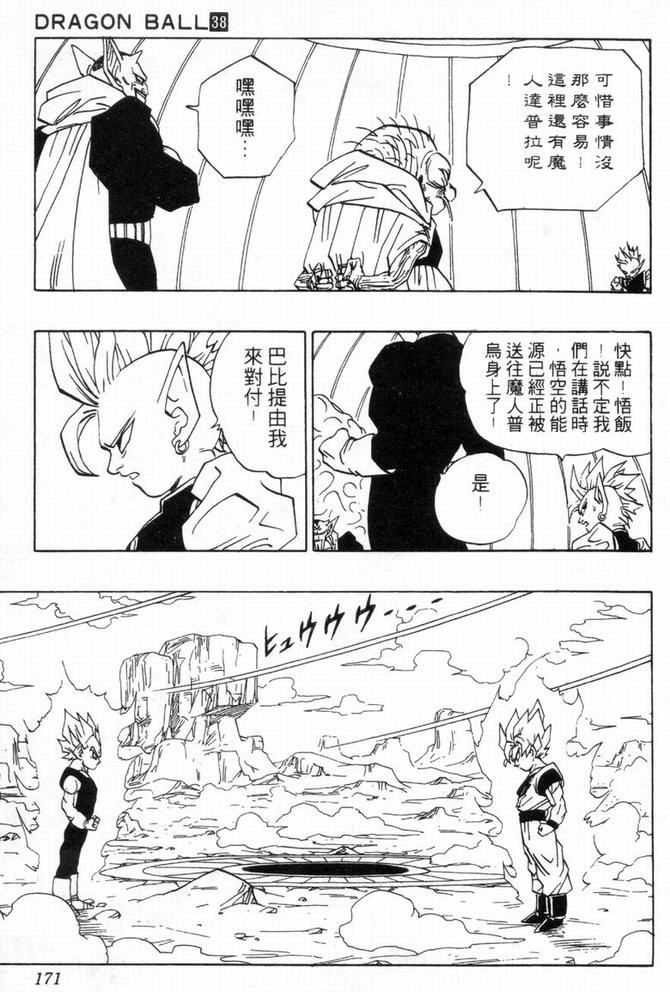 DRAGON BALL 38
可惜事情沒
那麼容易！
這裡還有魔
人達普拉呢
！
嘿嘿嘿…
快點！悟飯
！説不定我
們在講話時
，悟空的能
源已經正被
送往魔人普
烏身上了！
是！
巴比提由我
來對付！
ヒュウウウ----
171